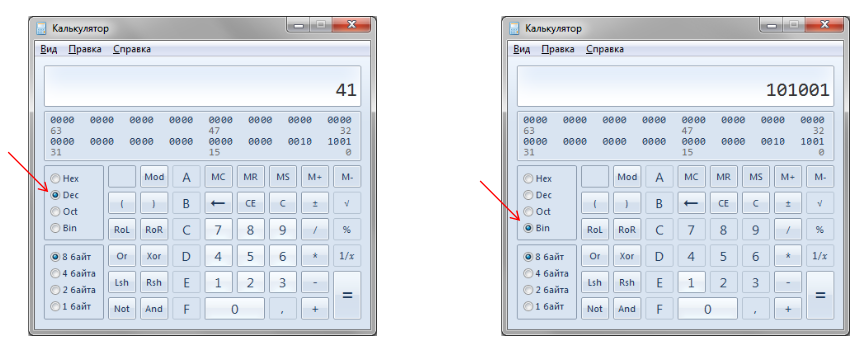 Калькулятор
Вид Правка Справка
41
0000 0000 0000 0000 0000 0000 0000 0000
63 47 32
0000 0000 0000 0000 0000 0000 0010 1001
31 15 0
Hex Mod A MC MR MS M+ M-
Dec ( ) B ← CE C ± √
Oct
Bin RoL RoR C 7 8 9 / %
8 байт Or Xor D 4 5 6 * 1/x
4 байта
2 байта Lsh Rsh E 1 2 3 - =
1 байт Not And F 0 , +
Калькулятор
Вид Правка Справка
101001
0000 0000 0000 0000 0000 0000 0000 0000
63 47 32
0000 0000 0000 0000 0000 0000 0010 1001
31 15 0
Hex Mod A MC MR MS M+ M-
Dec ( ) B ← CE C ± √
Oct
Bin RoL RoR C 7 8 9 / %
8 байт Or Xor D 4 5 6 * 1/x
4 байта
2 байта Lsh Rsh E 1 2 3 - =
1 байт Not And F 0 , +